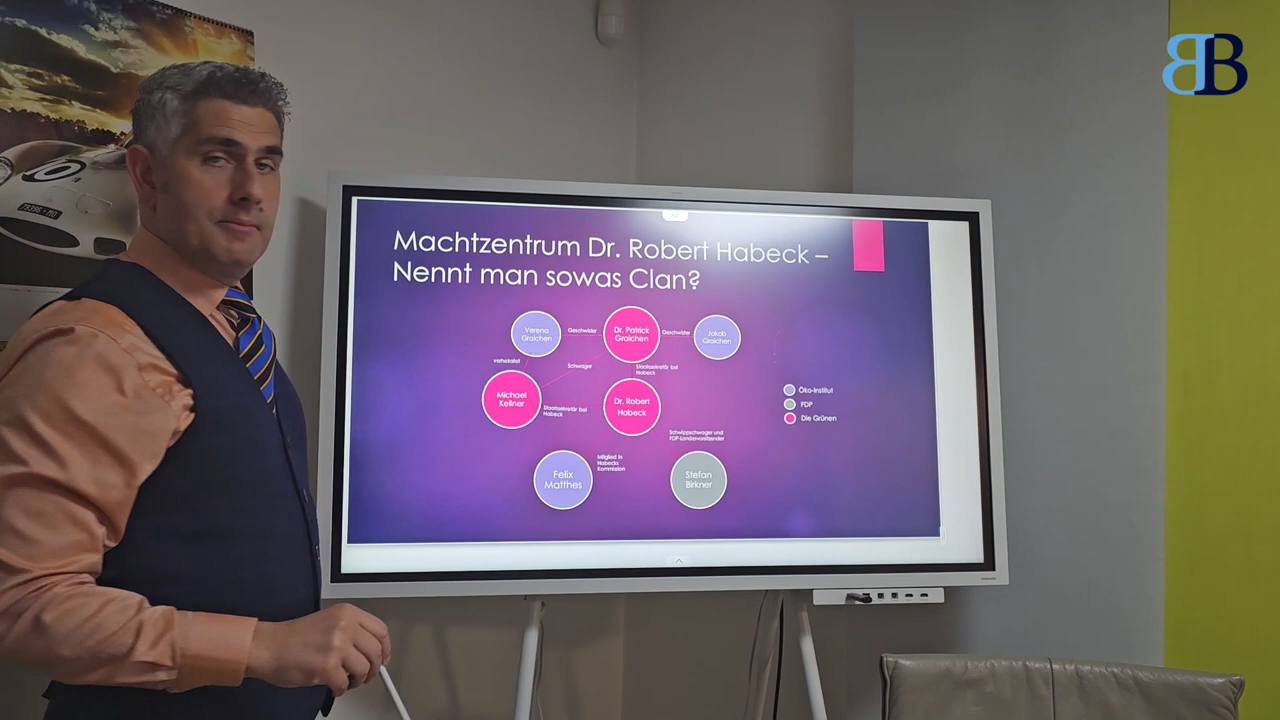 BB
10
Machtzentrum Dr. Robert Habeck –
Nennt man sowas Clan?
Verena
Graichen
Geschwister
Dr. Patrick
Graichen
Geschwister
Jakob
Graichen
verheiratet
Schwager
Staatssekretär bei
Habeck
Michael
Kellner
Staatssekretär bei
Habeck
Dr. Robert
Habeck
Öko-Institut
FDP
Die Grünen
Schwippschwager und
FDP-Landesvorsitzender
Mitglied in
Habecks
Kommission
Felix
Matthes
Stefan
Birkner